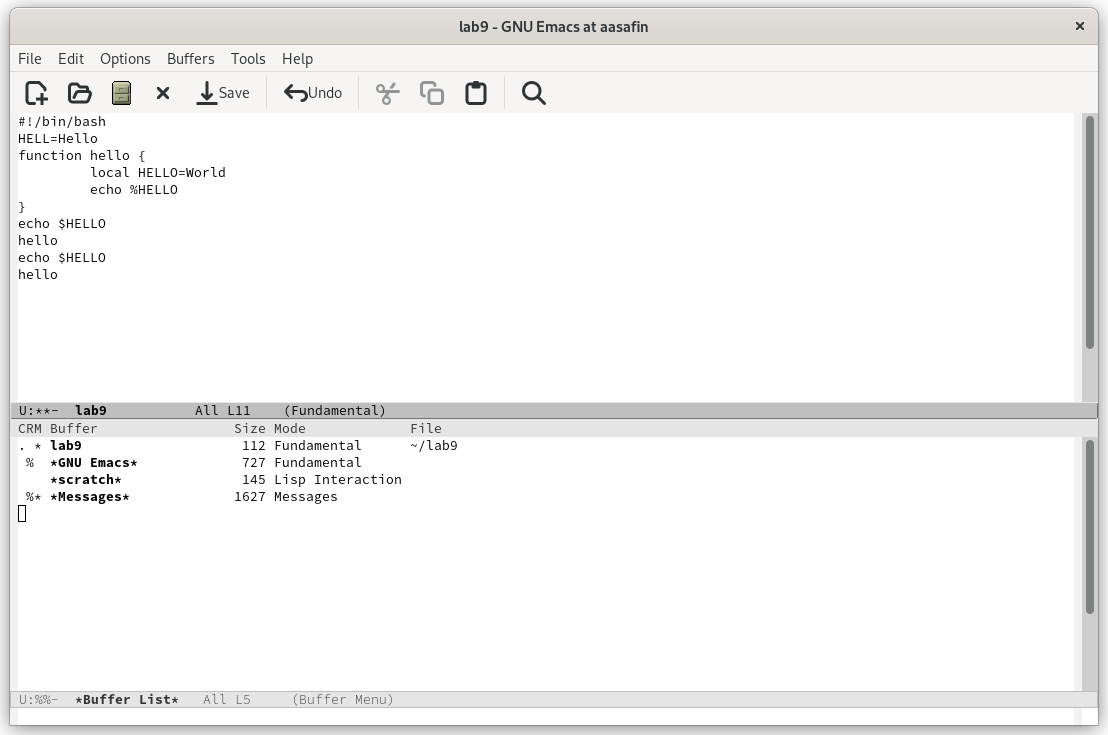 lab9 - GNU Emacs at aasafin ×
File Edit Options Buffers Tools Help
Save Undo
#!/bin/bash
HELL=Hello
function hello {
         local HELLO=World
         echo %HELLO
}
echo $HELLO
hello
echo $HELLO
hello
U:**-  lab9           All L11    (Fundamental)
CRM Buffer                 Size Mode             File
. * lab9                    112 Fundamental      ~/lab9
 %  *GNU Emacs*             727 Fundamental
    *scratch*               145 Lisp Interaction
 %* *Messages*             1627 Messages
U:%%-  *Buffer List*   All L5     (Buffer Menu)